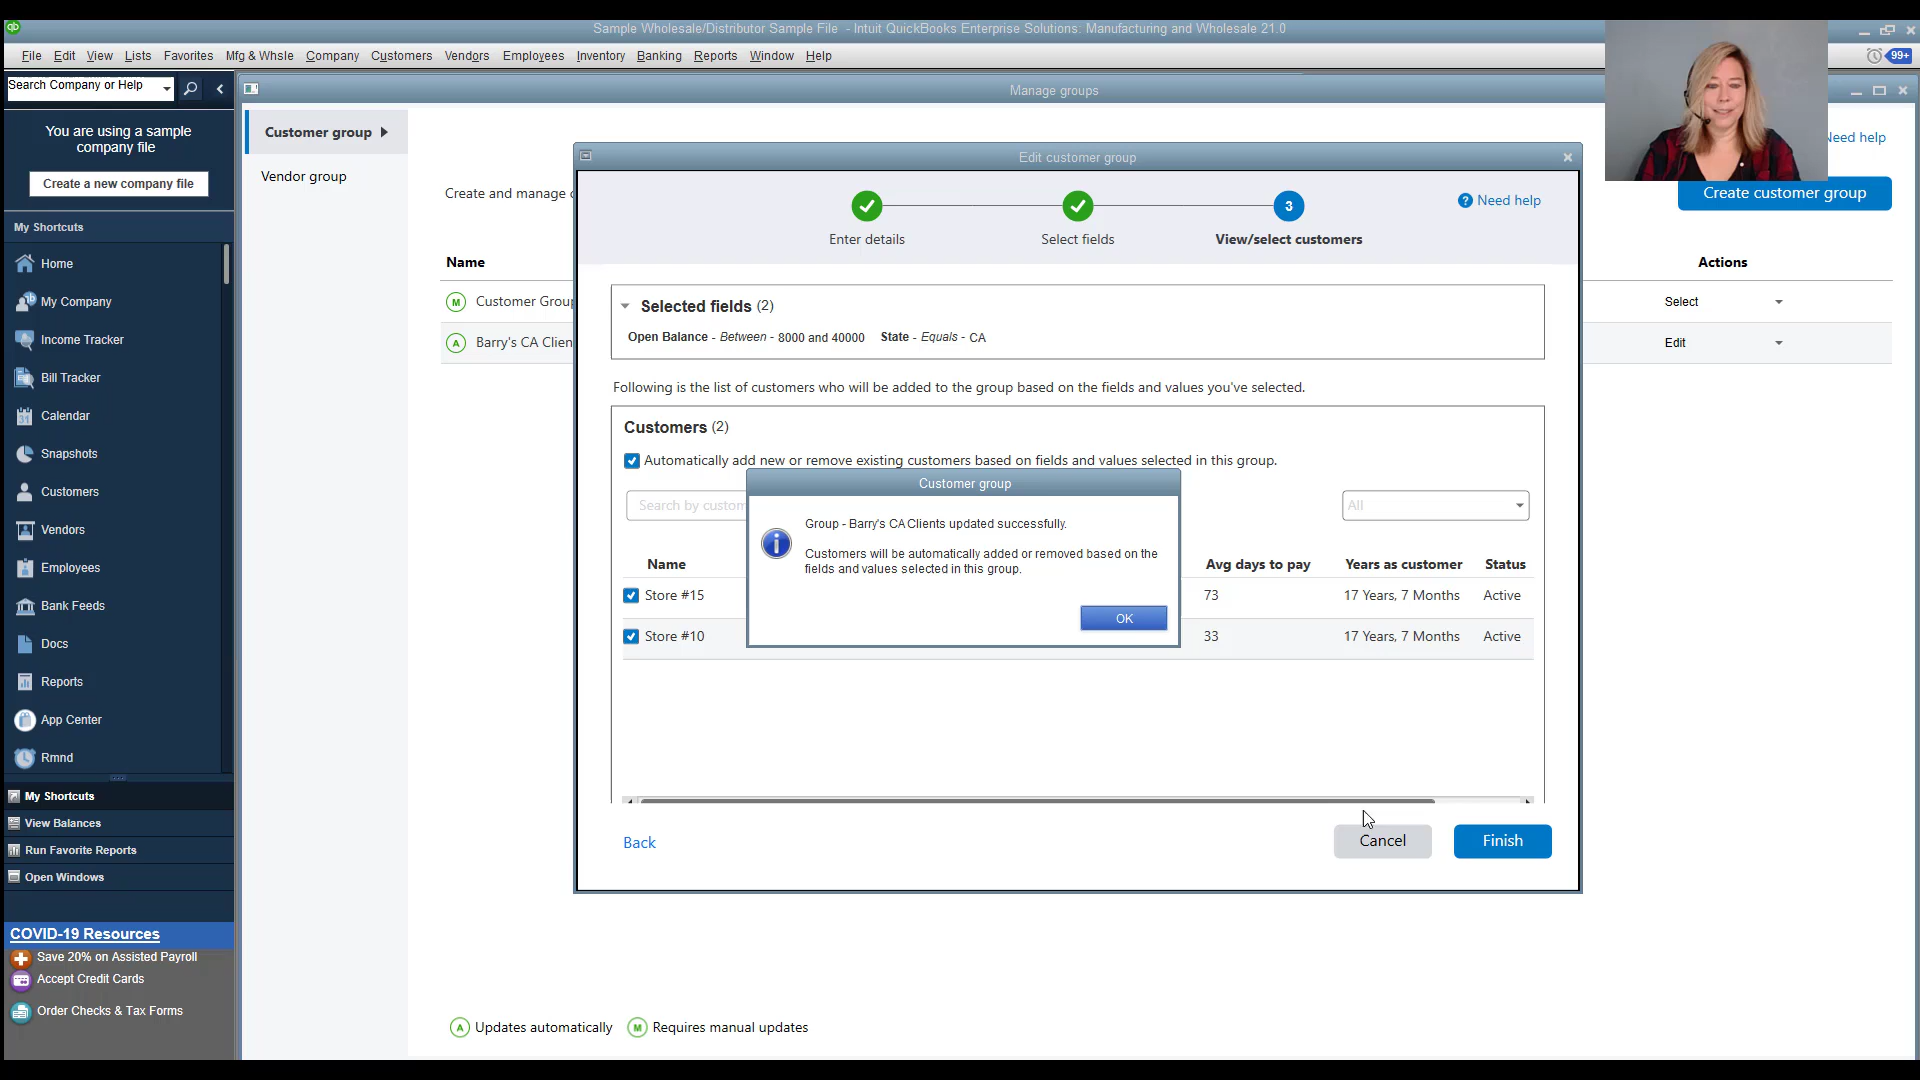 Sample Wholesale/Distributor Sample File - Intuit QuickBooks Enterprise Solutions: Manufacturing and Wholesale 21.0
File Edit View Lists Favorites Mfg & Whsle Company Customers Vendors Employees Inventory Banking Reports Window Help
99+
Search Company or Help
Manage groups
You are using a sample
company file
Create a new company file
My Shortcuts
Home
My Company
Income Tracker
Bill Tracker
Calendar
Snapshots
Customers
Vendors
Employees
Bank Feeds
Docs
Reports
App Center
Rmnd
My Shortcuts
View Balances
Run Favorite Reports
Open Windows
COVID-19 Resources
Save 20% on Assisted Payroll
Accept Credit Cards
Order Checks & Tax Forms
Customer group
Vendor group
Need help
Create and manage
Create customer group
Name
Actions
M Customer Group
Select
A Barry's CA Clien
Edit
Edit customer group
Enter details
Select fields
3
View/select customers
? Need help
Selected fields (2)
Open Balance - Between - 8000 and 40000 State - Equals - CA
Following is the list of customers who will be added to the group based on the fields and values you've selected.
Customers (2)
Automatically add new or remove existing customers based on fields and values selected in this group.
Search by custom
All
Name Avg days to pay Years as customer Status
Store #15 73 17 Years, 7 Months Active
Store #10 33 17 Years, 7 Months Active
Customer group
Group - Barry's CA Clients updated successfully.
Customers will be automatically added or removed based on the
fields and values selected in this group.
OK
Back
Cancel
Finish
A Updates automatically M Requires manual updates